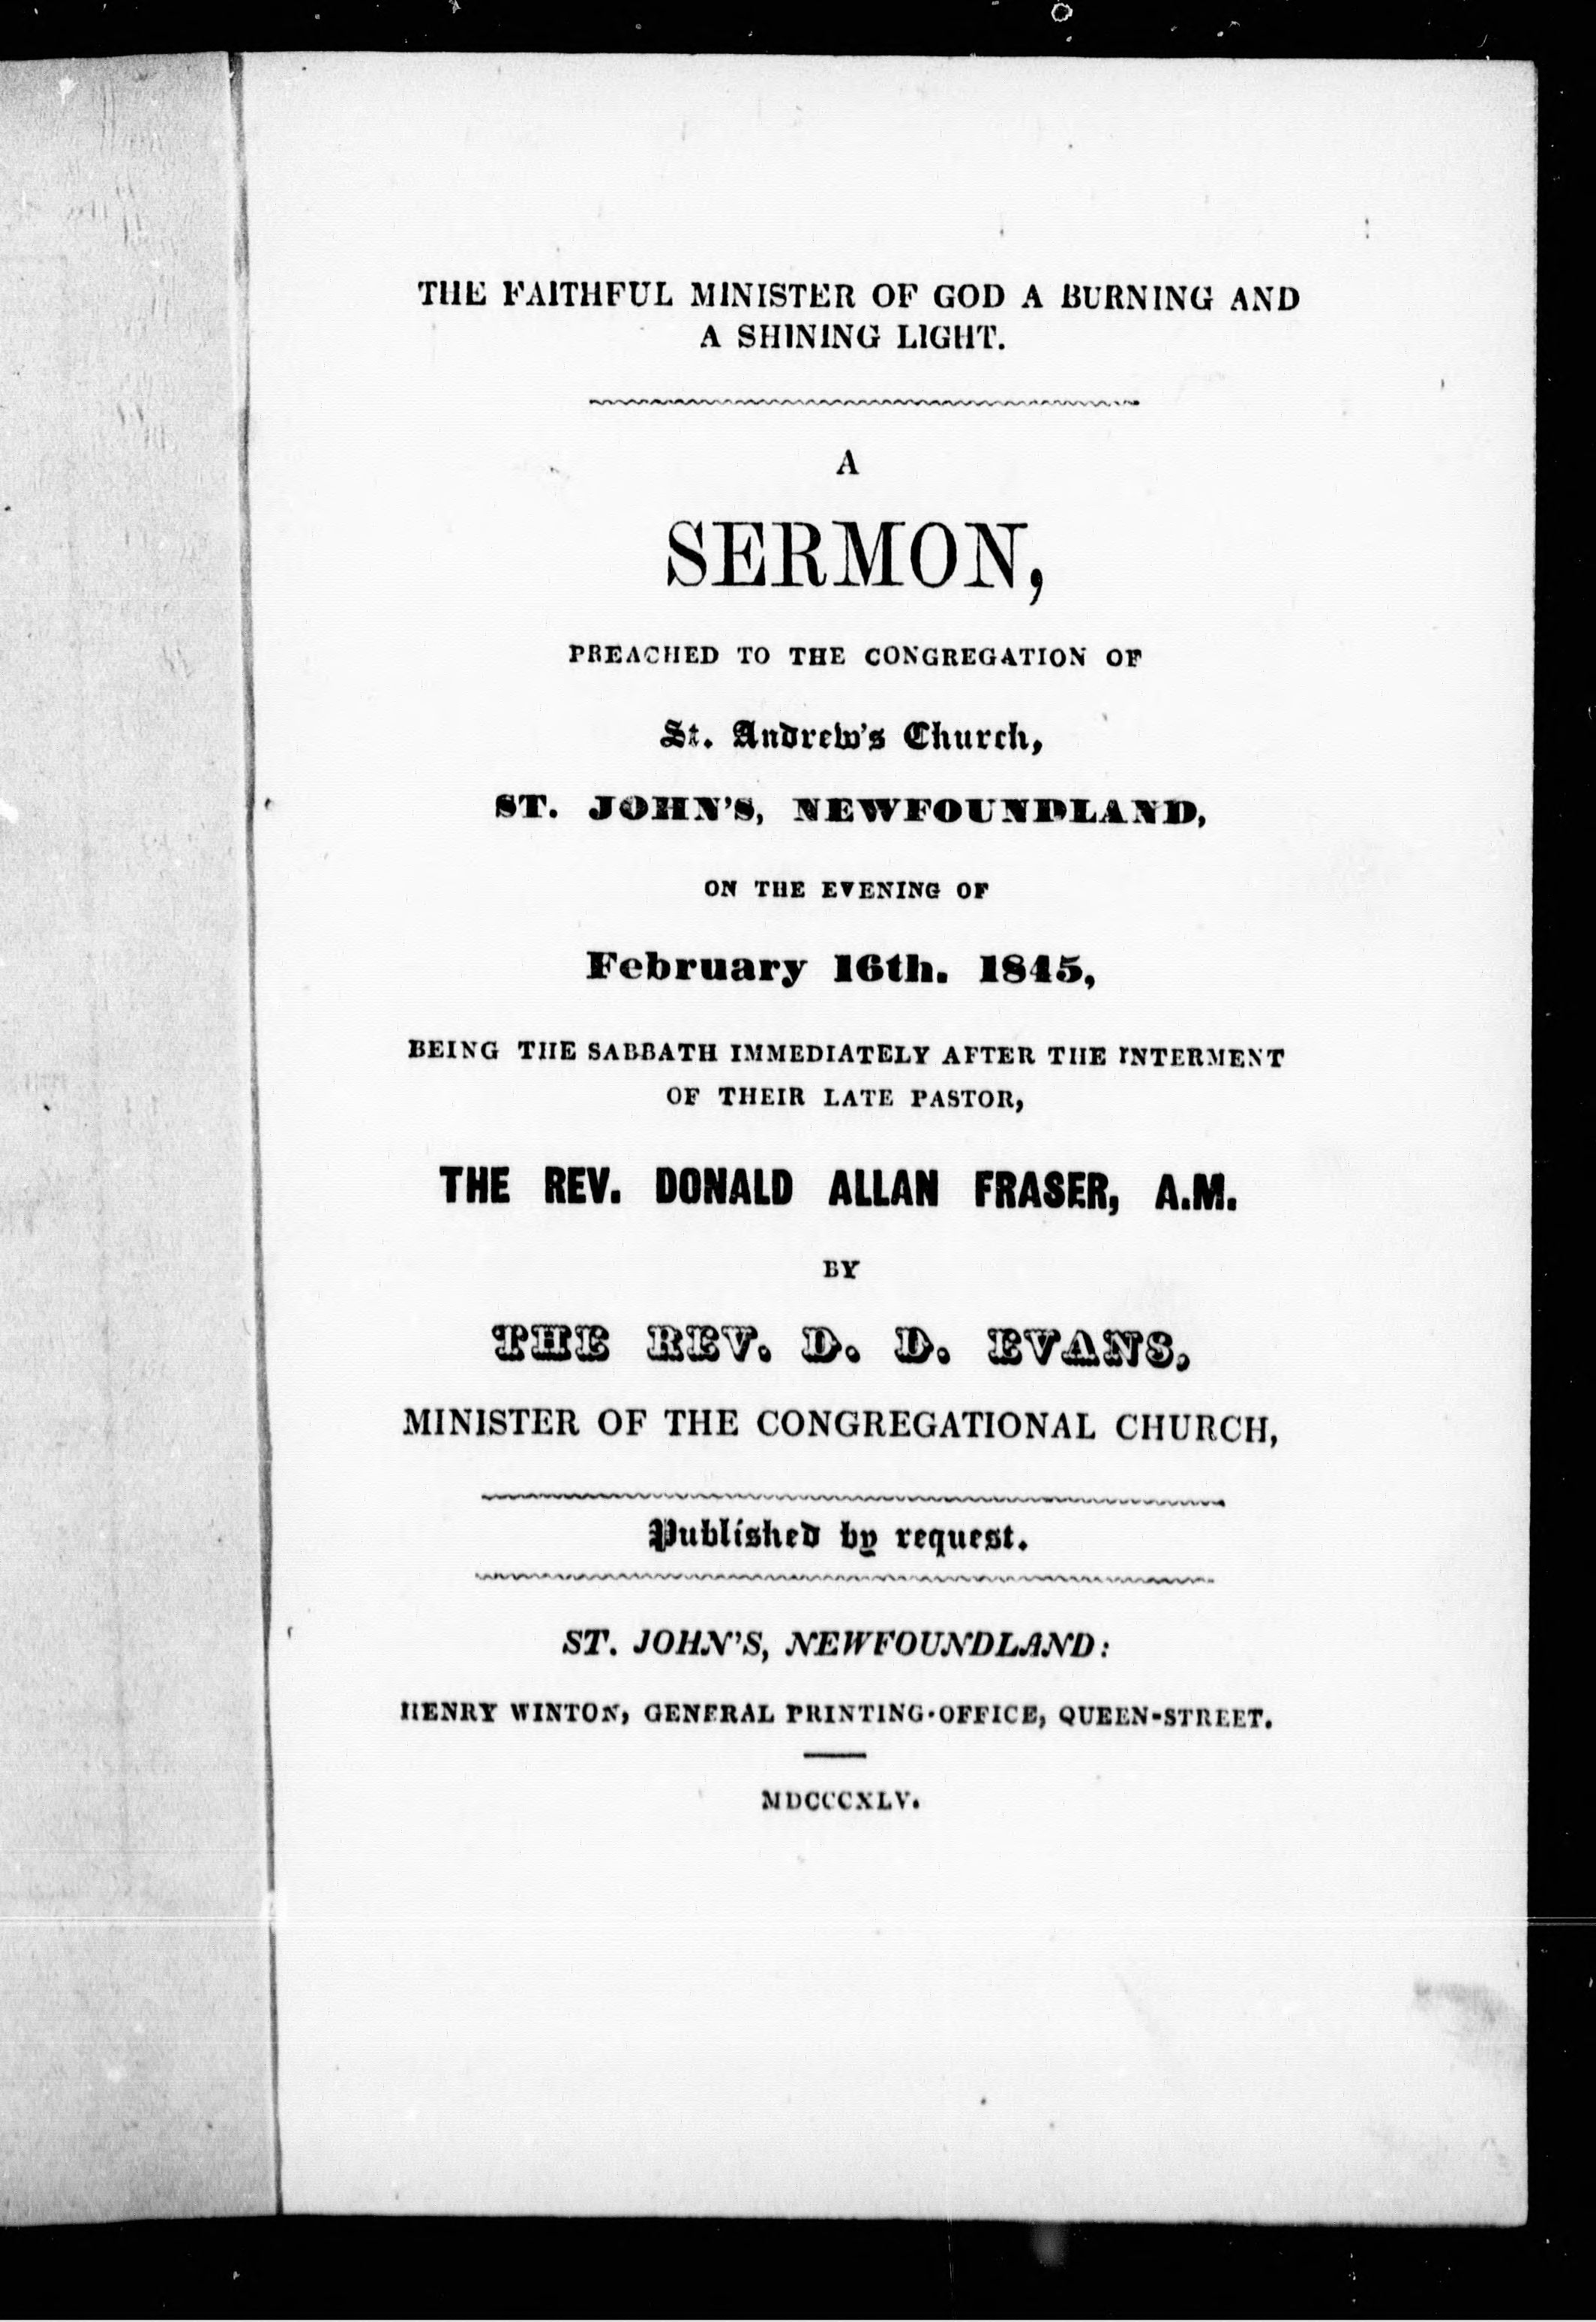 THE FAITHFUL MINISTER OF GOD A BURNING AND
A SHINING LIGHT.
A
SERMON,
PREACHED TO THE CONGREGATION OF
St. Andrew's Church,
ST. JOHN'S, NEWFOUNDLAND,
ON THE EVENING OF
February 16th. 1845,
BEING THE SABBATH IMMEDIATELY AFTER THE INTERMENT
OF THEIR LATE PASTOR,
THE REV. DONALD ALLAN FRASER, A.M.
BY
THE REV. D. D. EVANS,
MINISTER OF THE CONGREGATIONAL CHURCH,
Published by request.
ST. JOHN'S, NEWFOUNDLAND:
HENRY WINTON, GENERAL PRINTING-OFFICE, QUEEN-STREET.
MDCCCXLV.